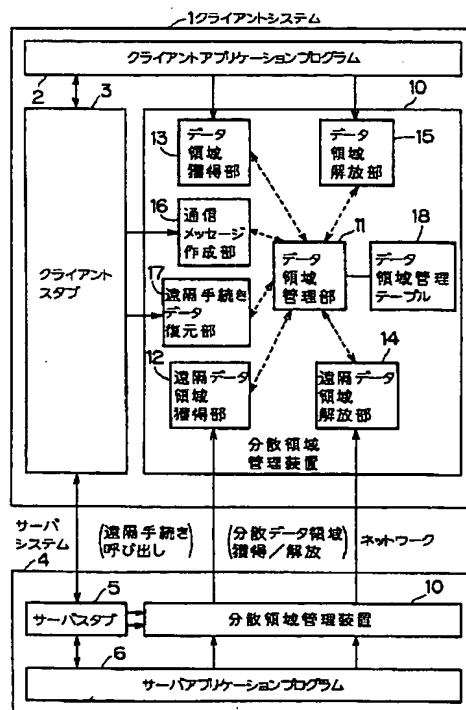 1クライアントシステム
クライアントアプリケーションプログラム
2
3
10
13
データ
領域
獲得部
データ
領域
解放部
15
16
通信
メッセージ
作成部
11
データ
領域
管理部
18
データ
領域管理
テーブル
クライアント
スタブ
17
遠隔手続き
データ
復元部
12
遠隔データ
領域
獲得部
14
遠隔データ
領域
解放部
分散領域
管理装置
サーバ
システム
4
(遠隔手続き
呼び出し)
(分散データ領域
獲得/解放)
ネットワーク
5
サーバスタブ
10
分散領域管理装置
6
サーバアプリケーションプログラム